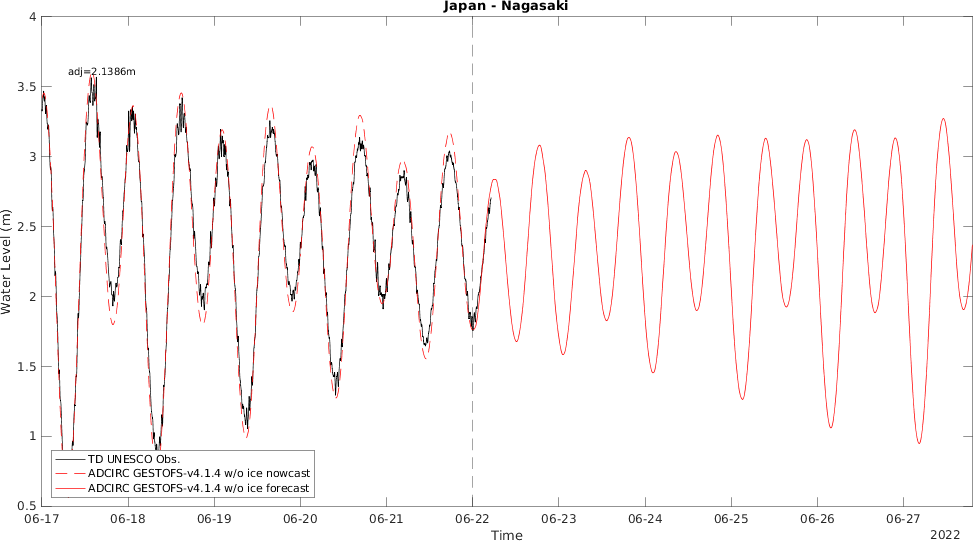 Japan - Nagasaki
4
3.5
3
2.5
2
1.5
1
0.5
Water Level (m)
adj=2.1386m
TD UNESCO Obs.
ADCIRC GESTOFS-v4.1.4 w/o ice nowcast
ADCIRC GESTOFS-v4.1.4 w/o ice forecast
06-17 06-18 06-19 06-20 06-21 06-22 06-23 06-24 06-25 06-26 06-27
Time
2022